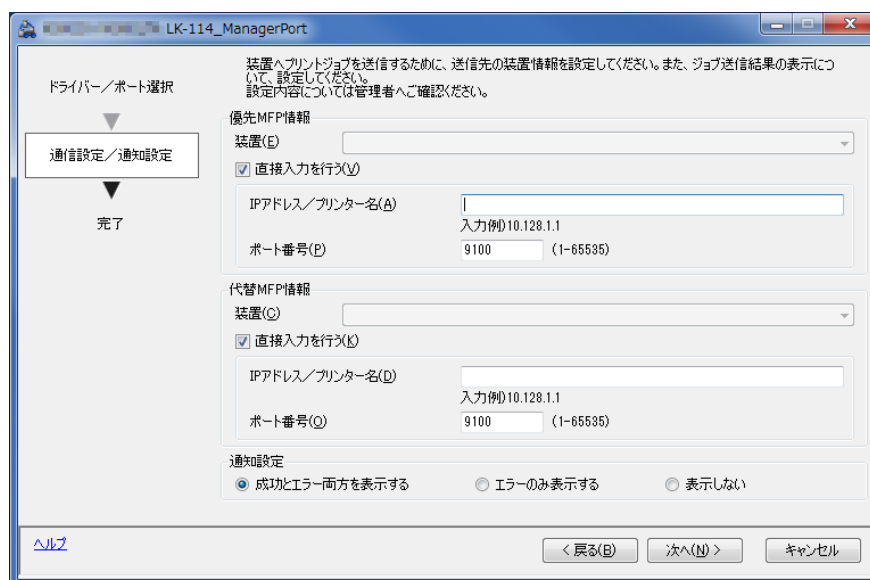 LK-114_ManagerPort
ドライバー／ポート選択
通信設定／通知設定
完了
装置へプリントジョブを送信するために、送信先の装置情報を設定してください。また、ジョブ送信結果の表示につ
いて、設定してください。
設定内容については管理者へご確認ください。
優先MFP情報
装置(E)
直接入力を行う(V)
IPアドレス／プリンター名(A)
入力例)10.128.1.1
ポート番号(P) 9100 (1-65535)
代替MFP情報
装置(C)
直接入力を行う(K)
IPアドレス／プリンター名(D)
入力例)10.128.1.1
ポート番号(O) 9100 (1-65535)
通知設定
成功とエラー両方を表示する エラーのみ表示する 表示しない
ヘルプ < 戻る(B) 次へ(N) > キャンセル